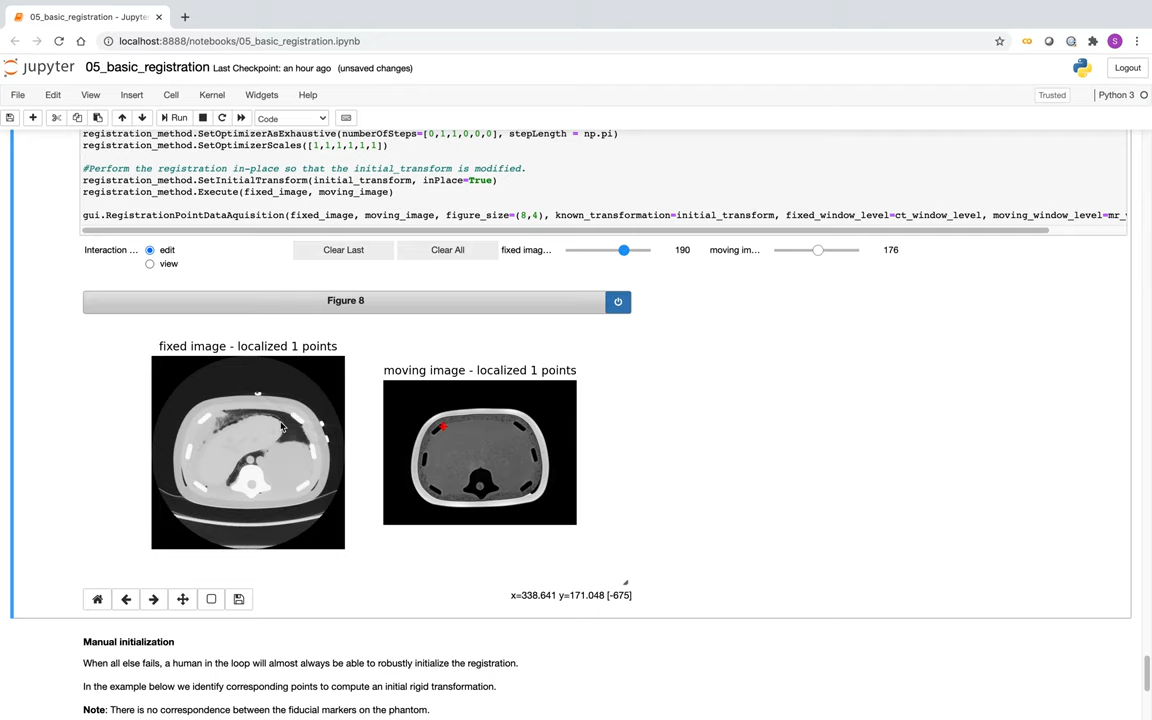 05_basic_registration - Jupyte
localhost:8888/notebooks/05_basic_registration.ipynb
S
jupyter 05_basic_registration Last Checkpoint: an hour ago (unsaved changes)
Logout
File Edit View Insert Cell Kernel Widgets Help
Trusted Python 3
Run Code
registration_method.SetOptimizerAsExhaustive(numberOfSteps=[0,1,1,0,0,0], stepLength = np.pi)
registration_method.SetOptimizerScales([1,1,1,1,1,1])
#Perform the registration in-place so that the initial_transform is modified.
registration_method.SetInitialTransform(initial_transform, inPlace=True)
registration_method.Execute(fixed_image, moving_image)
gui.RegistrationPointDataAquisition(fixed_image, moving_image, figure_size=(8,4), known_transformation=initial_transform, fixed_window_level=ct_window_level, moving_window_level=mr_
Interaction ... edit Clear Last Clear All fixed imag... 190 moving im... 176
view
Figure 8
fixed image - localized 1 points
moving image - localized 1 points
x=338.641 y=171.048 [-675]
Manual initialization
When all else fails, a human in the loop will almost always be able to robustly initialize the registration.
In the example below we identify corresponding points to compute an initial rigid transformation.
Note: There is no correspondence between the fiducial markers on the phantom.